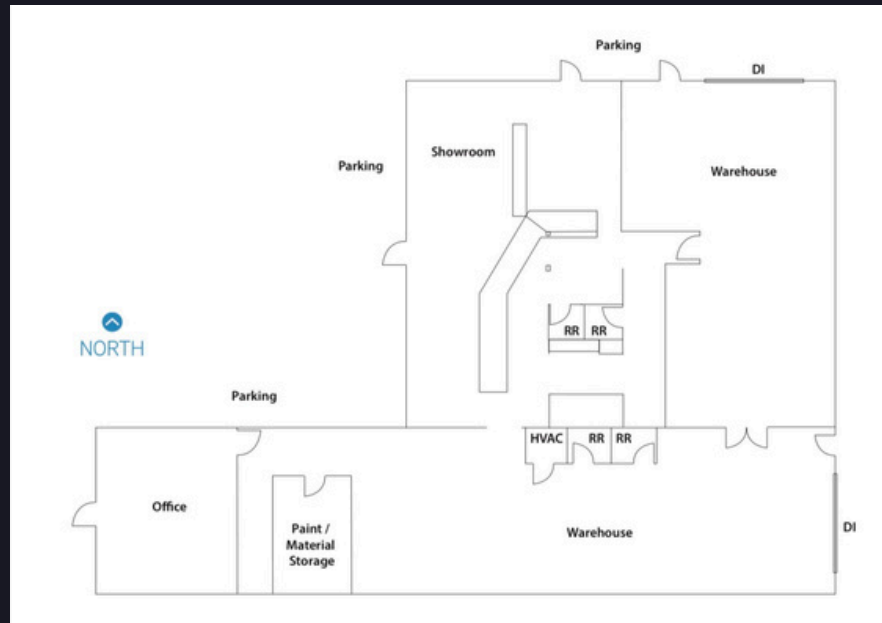 Parking
DI
Showroom
Parking
Warehouse
RR
RR
NORTH
Parking
HVAC
RR
RR
Office
Paint /
Material
Storage
Warehouse
DI